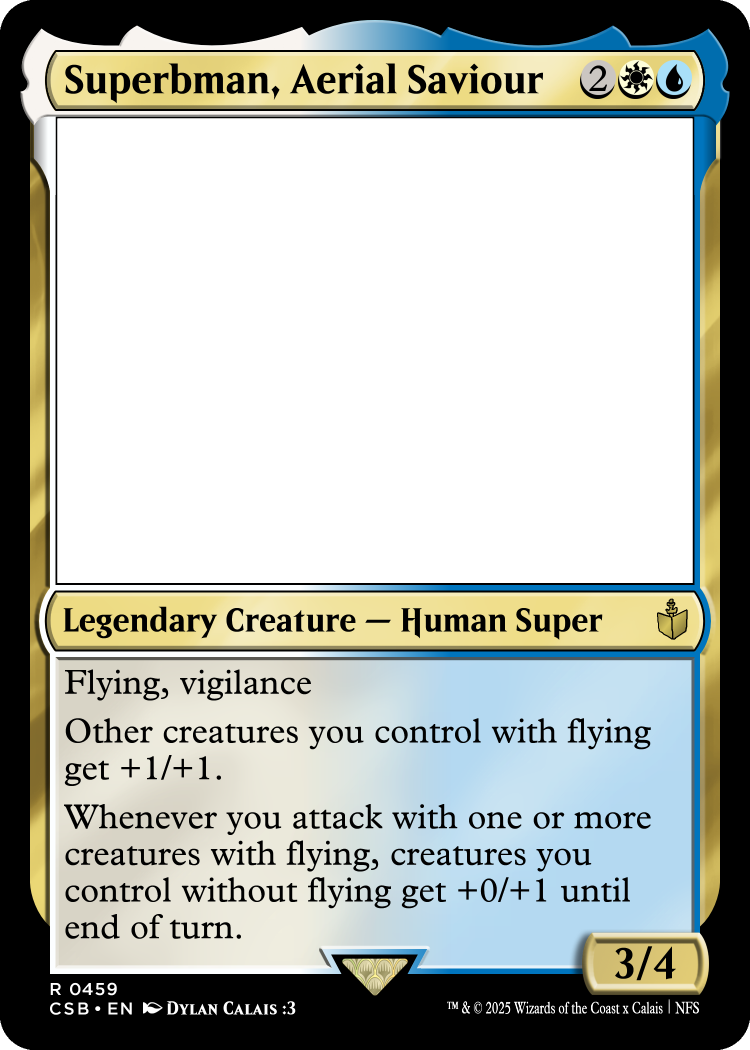 Superbman, Aerial Saviour 2
Legendary Creature — Human Super
Flying, vigilance
Other creatures you control with flying
get +1/+1.
Whenever you attack with one or more
creatures with flying, creatures you
control without flying get +0/+1 until
end of turn.
3/4
R 0459
CSB • EN DYLAN CALAIS :3
™ & © 2025 Wizards of the Coast x Calais | NFS